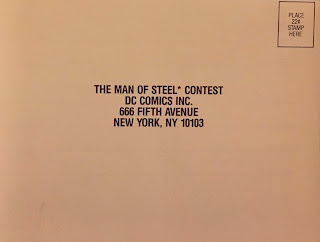 PLACE
22¢
STAMP
HERE
THE MAN OF STEEL* CONTEST
DC COMICS INC.
666 FIFTH AVENUE
NEW YORK, NY 10103